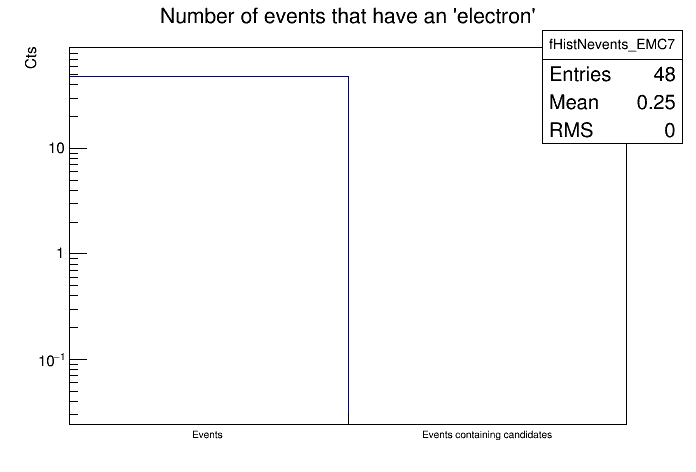 Number of events that have an 'electron'
Cts
fHistNevents_EMC7
Entries 48
Mean 0.25
RMS 0
10
1
10⁻¹
Events
Events containing candidates